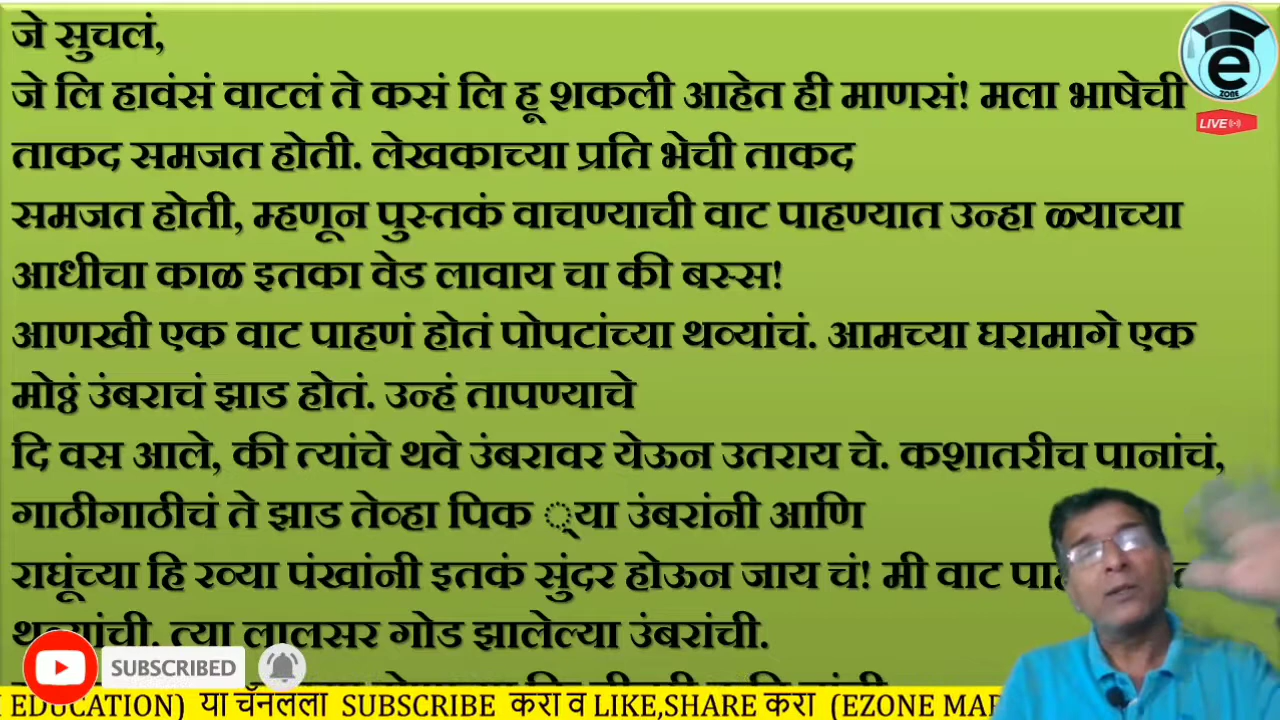 जे सुचलं,
e
ZONE
LIVE
जे लि हावंसं वाटलं ते कसं लि हू शकली आहेत ही माणसं! मला भाषेची
ताकद समजत होती. लेखकाच्या प्रति भेची ताकद
समजत होती, म्हणून पुस्तकं वाचण्याची वाट पाहण्यात उन्हा ळ्याच्या
आधीचा काळ इतका वेड लावाय चा की बस्स!
आणखी एक वाट पाहणं होतं पोपटांच्या थव्यांचं. आमच्या घरामागे एक
मोठ्ठं उंबराचं झाड होतं. उन्हं तापण्याचे
दि वस आले, की त्यांचे थवे उंबरावर येऊन उतराय चे. कशातरीच पानांचं,
गाठीगाठीचं ते झाड तेव्हा पिक ्या उंबरांनी आणि
राघूंच्या हि रव्या पंखांनी इतकं सुंदर होऊन जाय चं! मी वाट
थव्यांची. त्या लालसर गोड झालेल्या उंबरांची.
SUBSCRIBED
EDUCATION) या चॅनलला SUBSCRIBE करा व LIKE,SHARE करा (EZONE